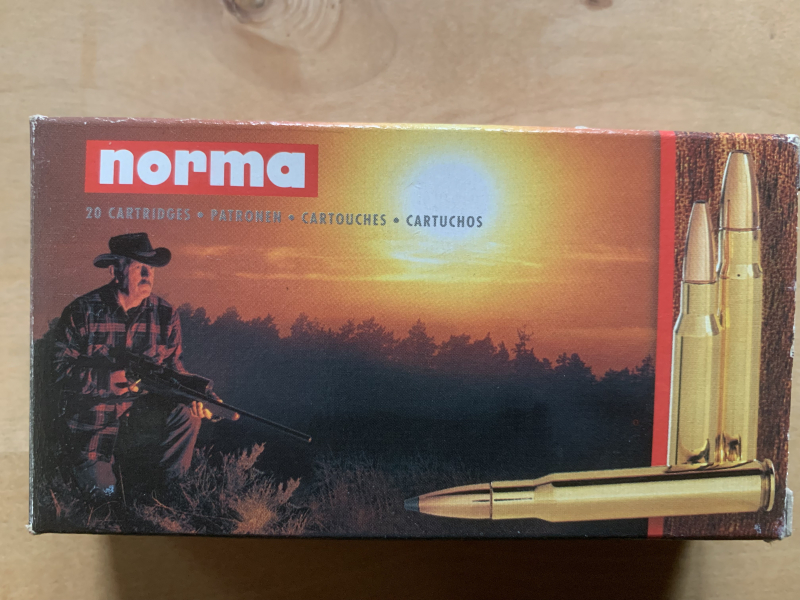 norma
20 CARTRIDGES • PATRONEN • CARTOUCHES • CARTUCHOS